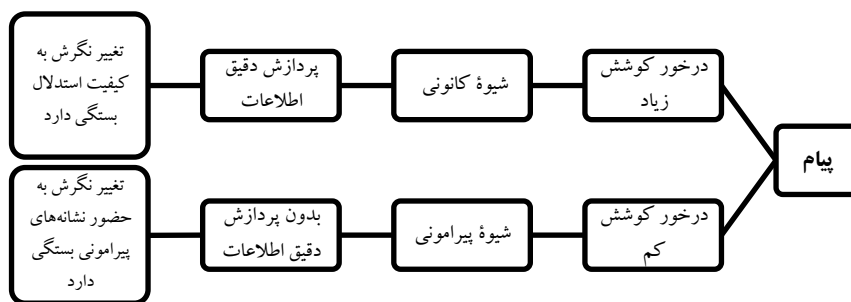 پیام
درخور کوشش
زیاد
شیوهٔ کانونی
پردازش دقیق
اطلاعات
تغییر نگرش به
کیفیت استدلال
بستگی دارد
درخور کوشش
کم
شیوهٔ پیرامونی
بدون پردازش
دقیق اطلاعات
تغییر نگرش به
حضور نشانه‌های
پیرامونی بستگی
دارد